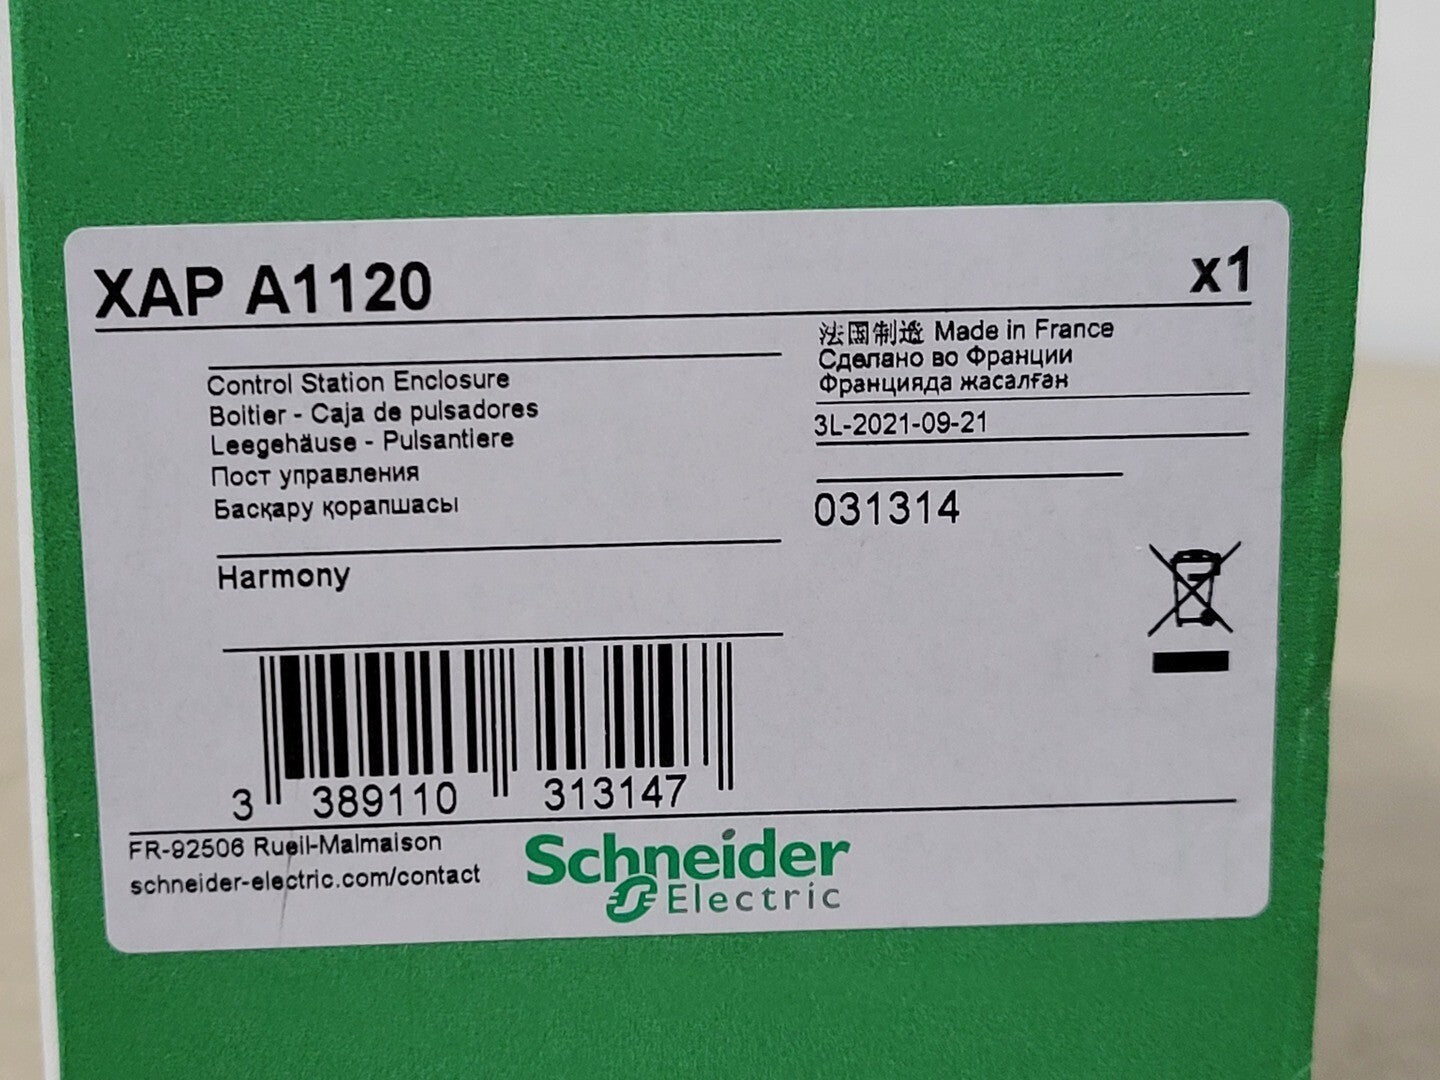 XAP A1120
x1
Control Station Enclosure
Boîtier - Caja de pulsadores
Leegehäuse - Pulsantiere
Пост управления
Басқару қорапшасы
Harmony
法国制造 Made in France
Сделано во Франции
Францияда жасалған
3L-2021-09-21
031314
3 389110 313147
FR-92506 Rueil-Malmaison
schneider-electric.com/contact
Schneider
Electric